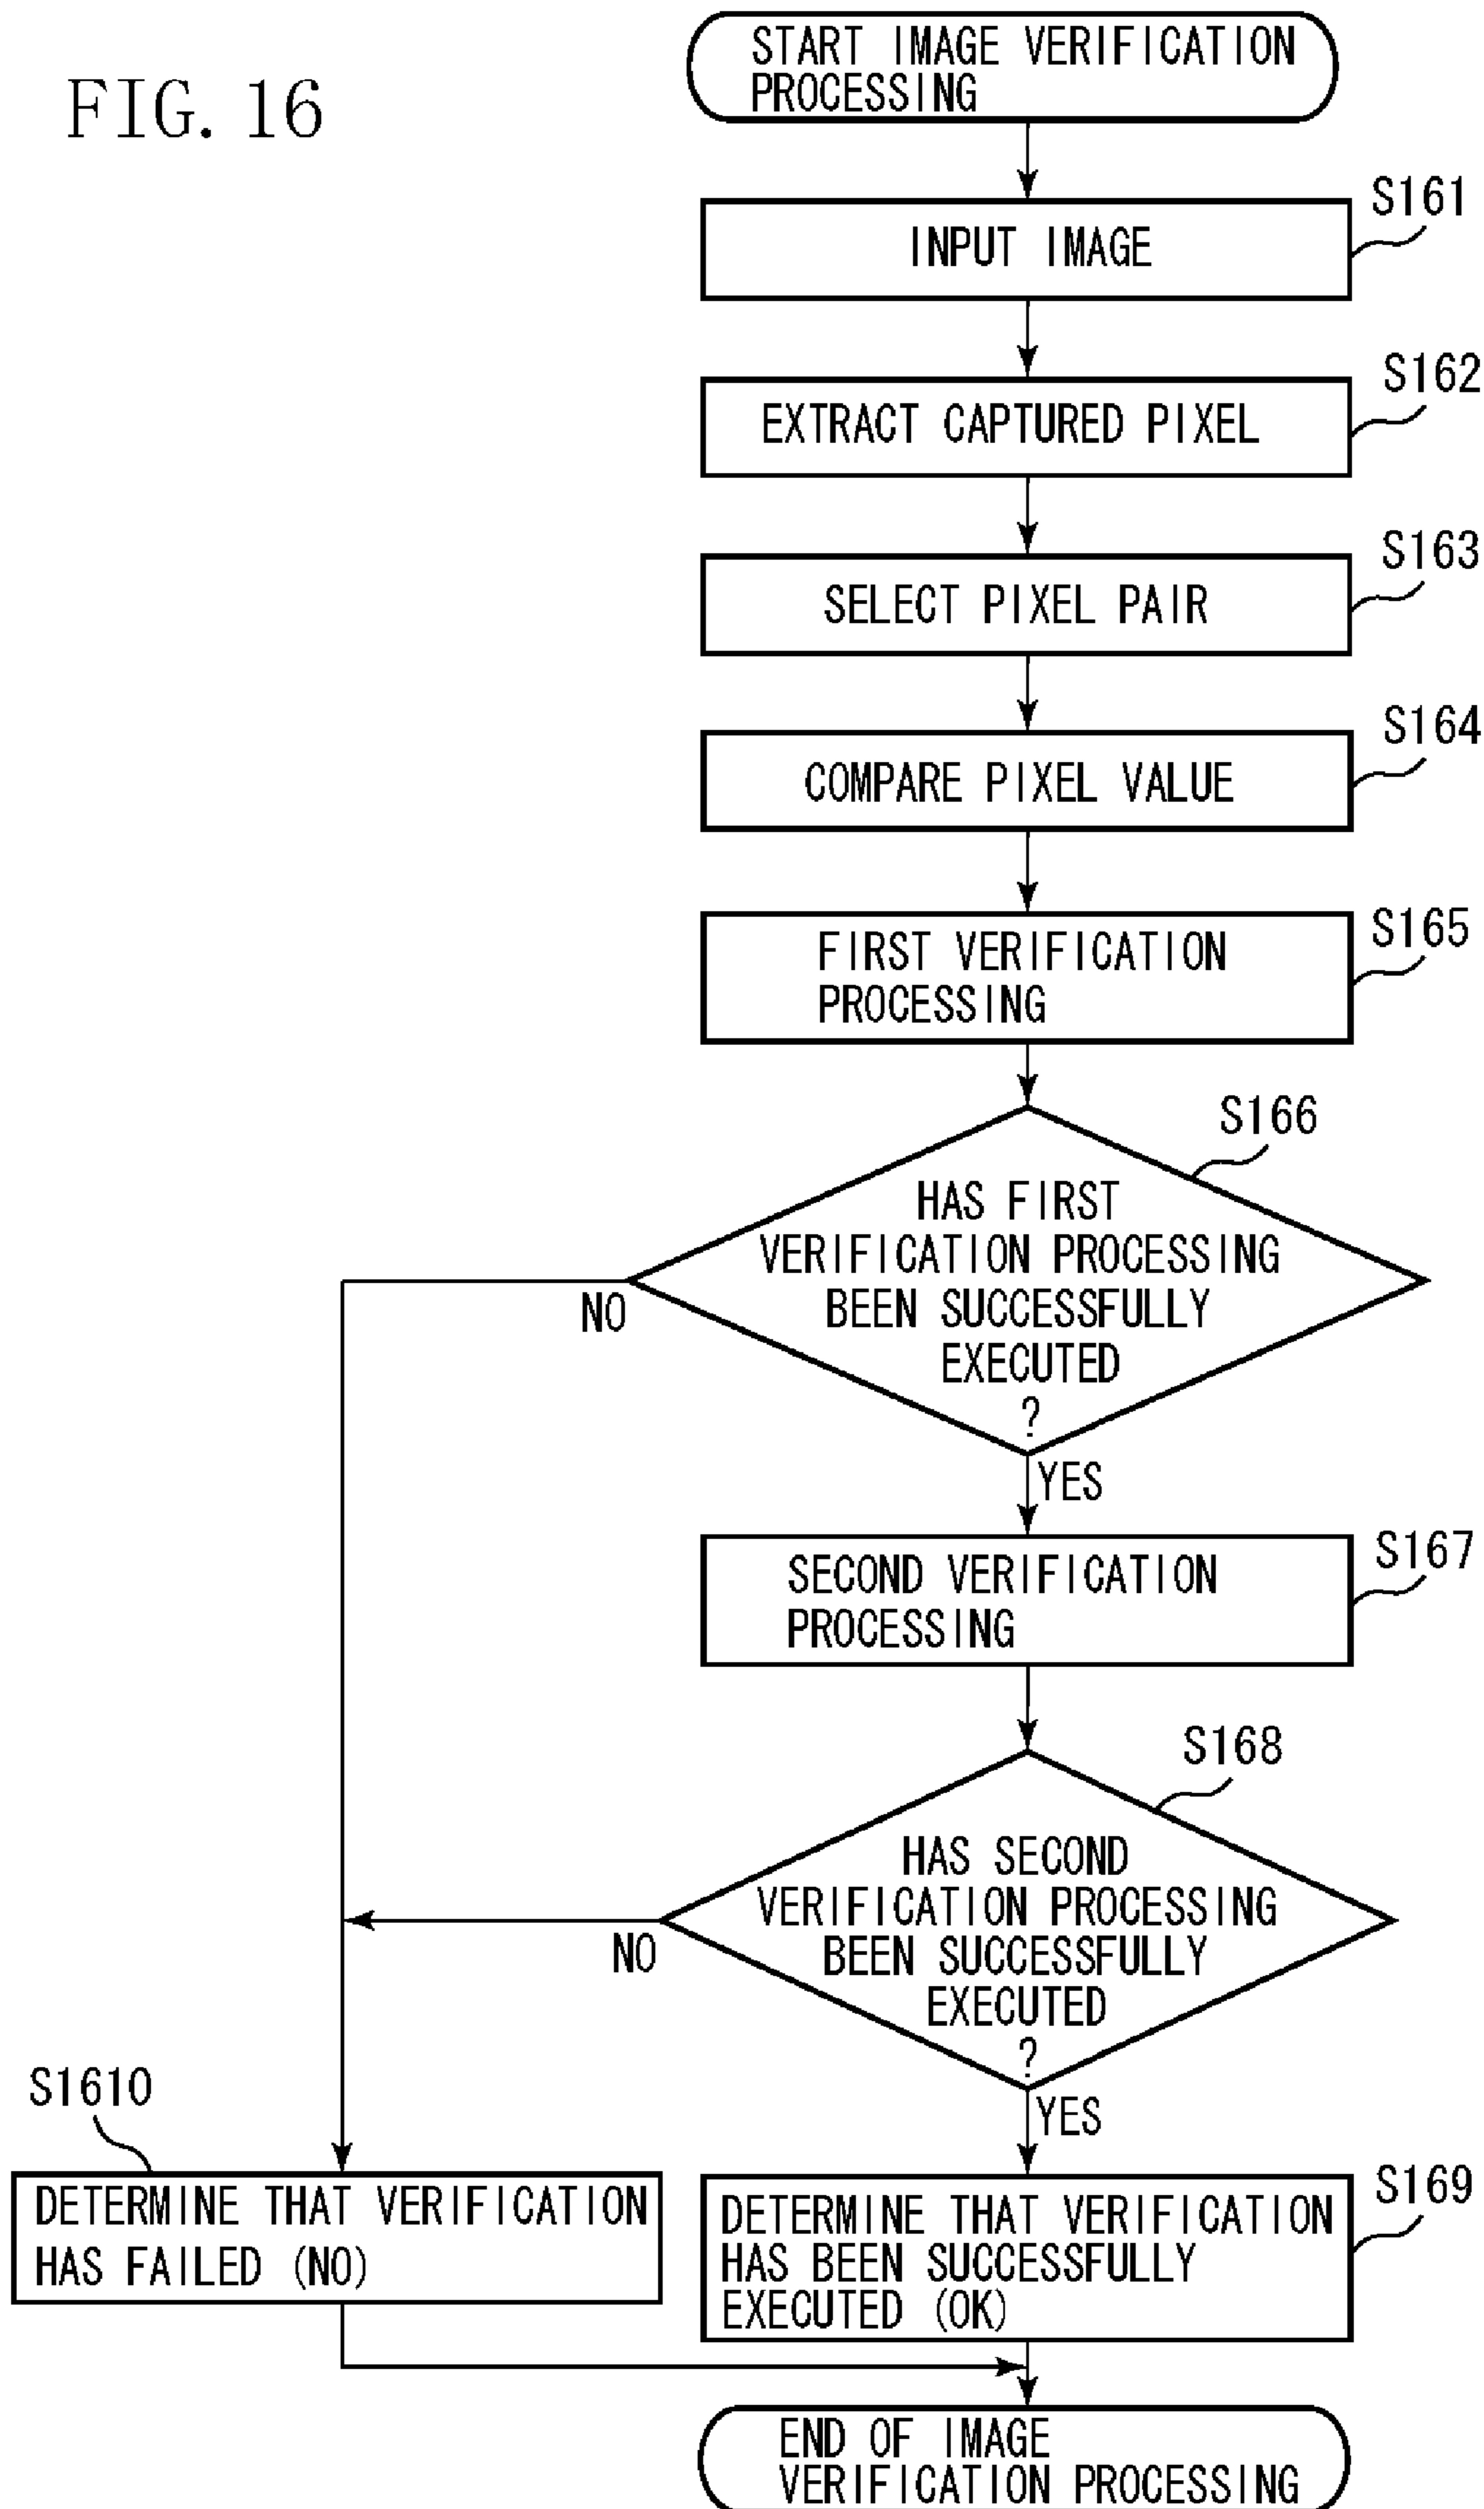 FIG. 16
START IMAGE VERIFICATION
PROCESSING
S161
INPUT IMAGE
S162
EXTRACT CAPTURED PIXEL
S163
SELECT PIXEL PAIR
S164
COMPARE PIXEL VALUE
S165
FIRST VERIFICATION
PROCESSING
S166
HAS FIRST
VERIFICATION PROCESSING
BEEN SUCCESSFULLY
EXECUTED
?
NO
YES
S167
SECOND VERIFICATION
PROCESSING
S168
HAS SECOND
VERIFICATION PROCESSING
BEEN SUCCESSFULLY
EXECUTED
?
NO
YES
S1610
DETERMINE THAT VERIFICATION
HAS FAILED (NO)
S169
DETERMINE THAT VERIFICATION
HAS BEEN SUCCESSFULLY
EXECUTED (OK)
END OF IMAGE
VERIFICATION PROCESSING